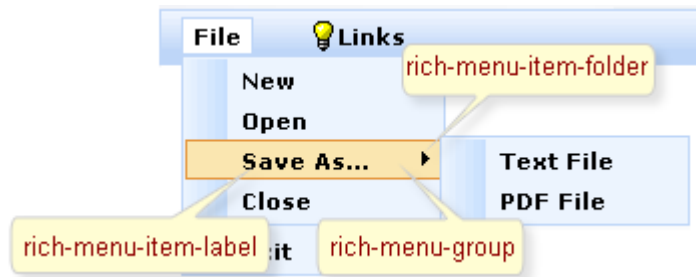 File Links
rich-menu-item-folder
New
Open
Save As... Text File
Close PDF File
rich-menu-item-label rich-menu-group